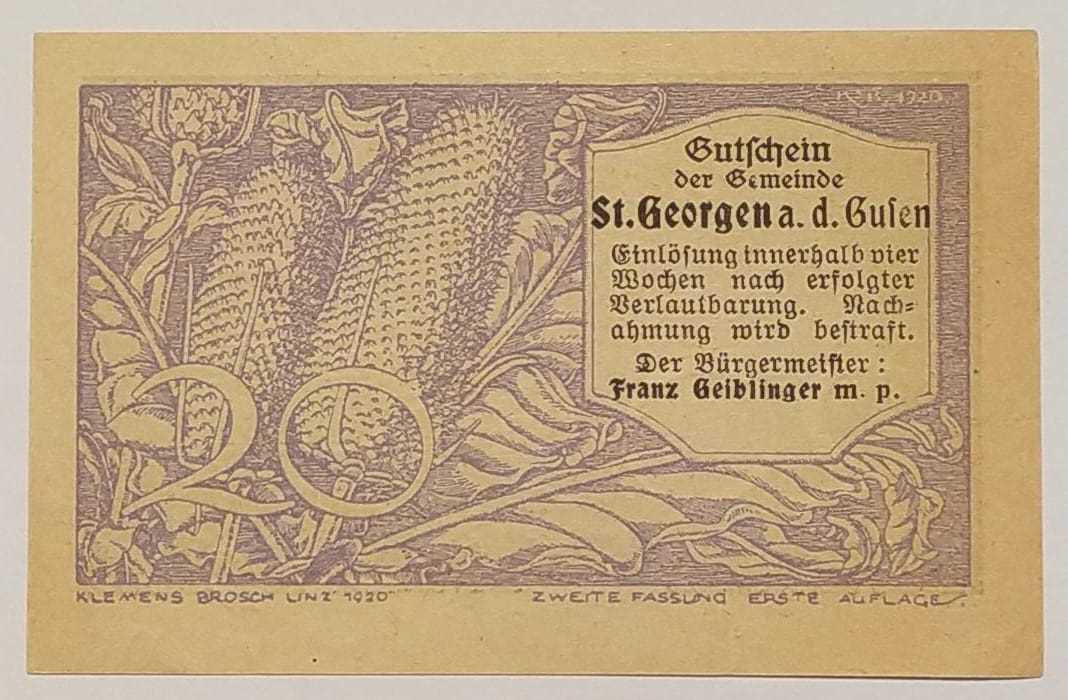 K. B. 1920
Gutschein
der Gemeinde
St. Georgen a. d. Gusen
Einlösung innerhalb vier
Wochen nach erfolgter
Verlautbarung. Nach-
ahmung wird bestraft.
Der Bürgermeister :
Franz Geiblinger m. p.
20
KLEMENS BROSCH LINZ 1920
ZWEITE FASSUNG ERSTE AUFLAGE.